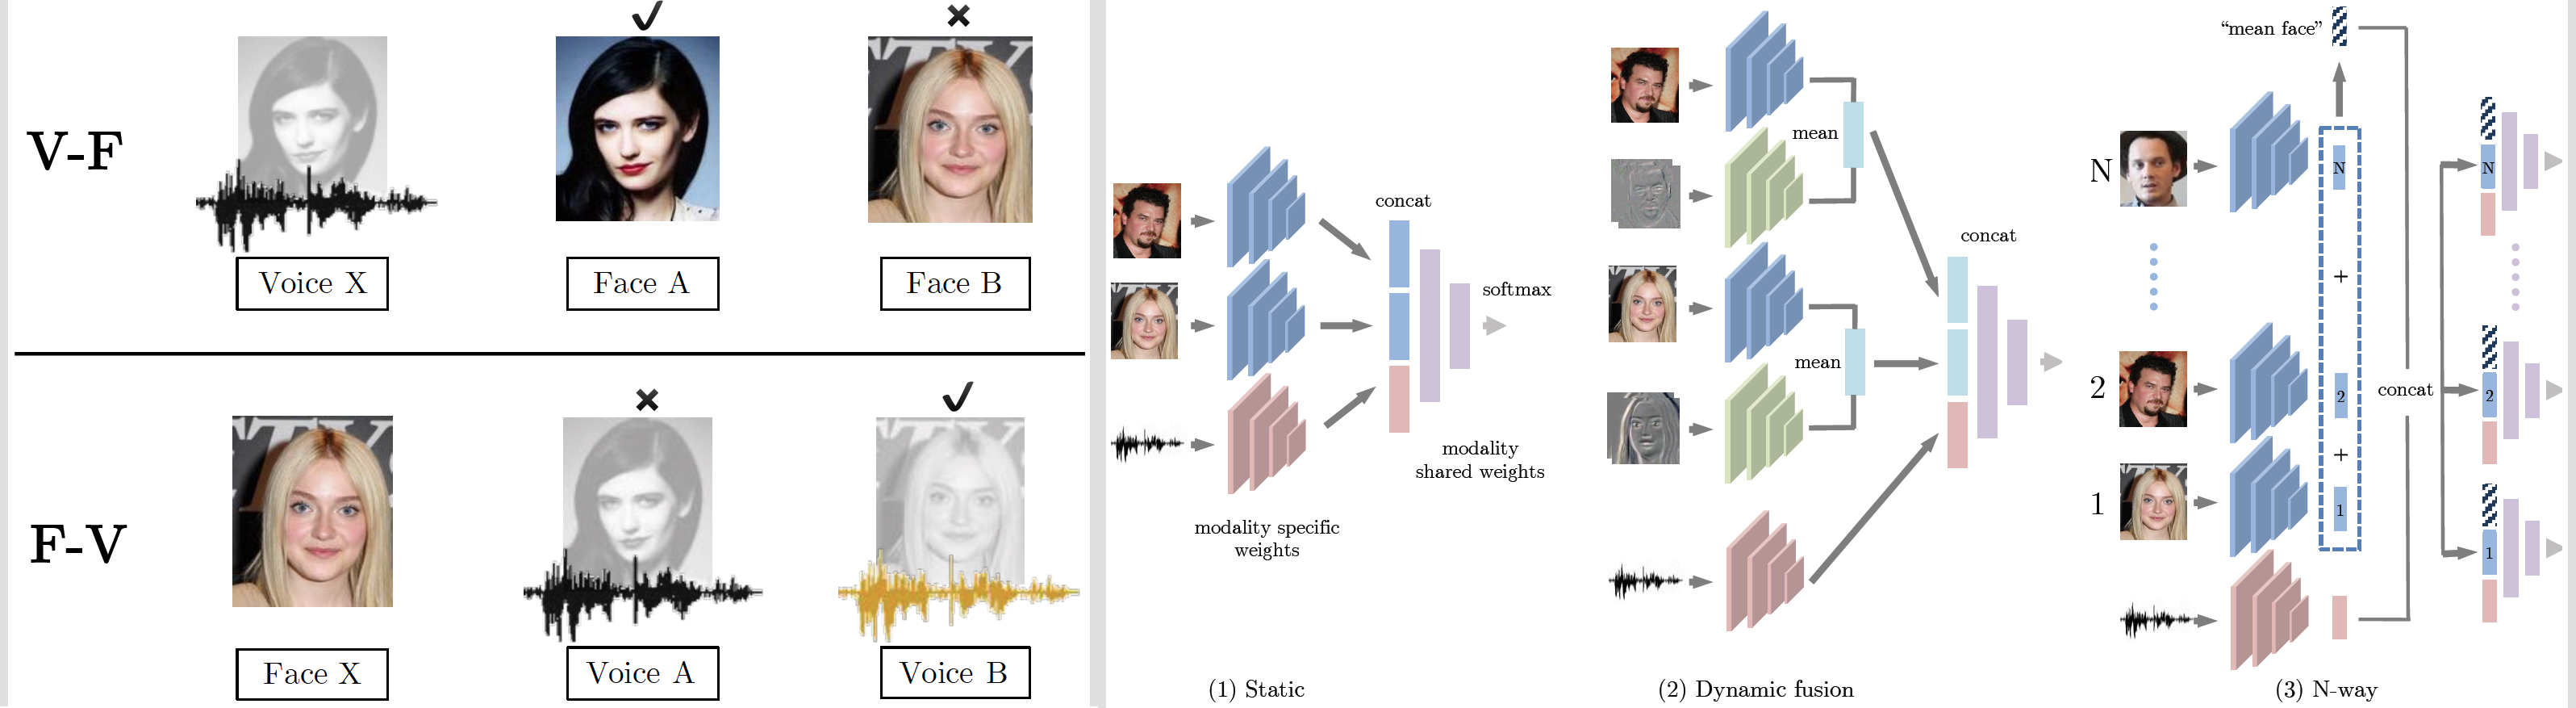 V-F
Voice X
Face A
Face B
F-V
Face X
Voice A
Voice B
concat
softmax
modality
shared weights
modality specific
weights
(1) Static
mean
concat
mean
(2) Dynamic fusion
“mean face”
N
N
N
+
2
2
concat
2
+
1
1
1
(3) N-way